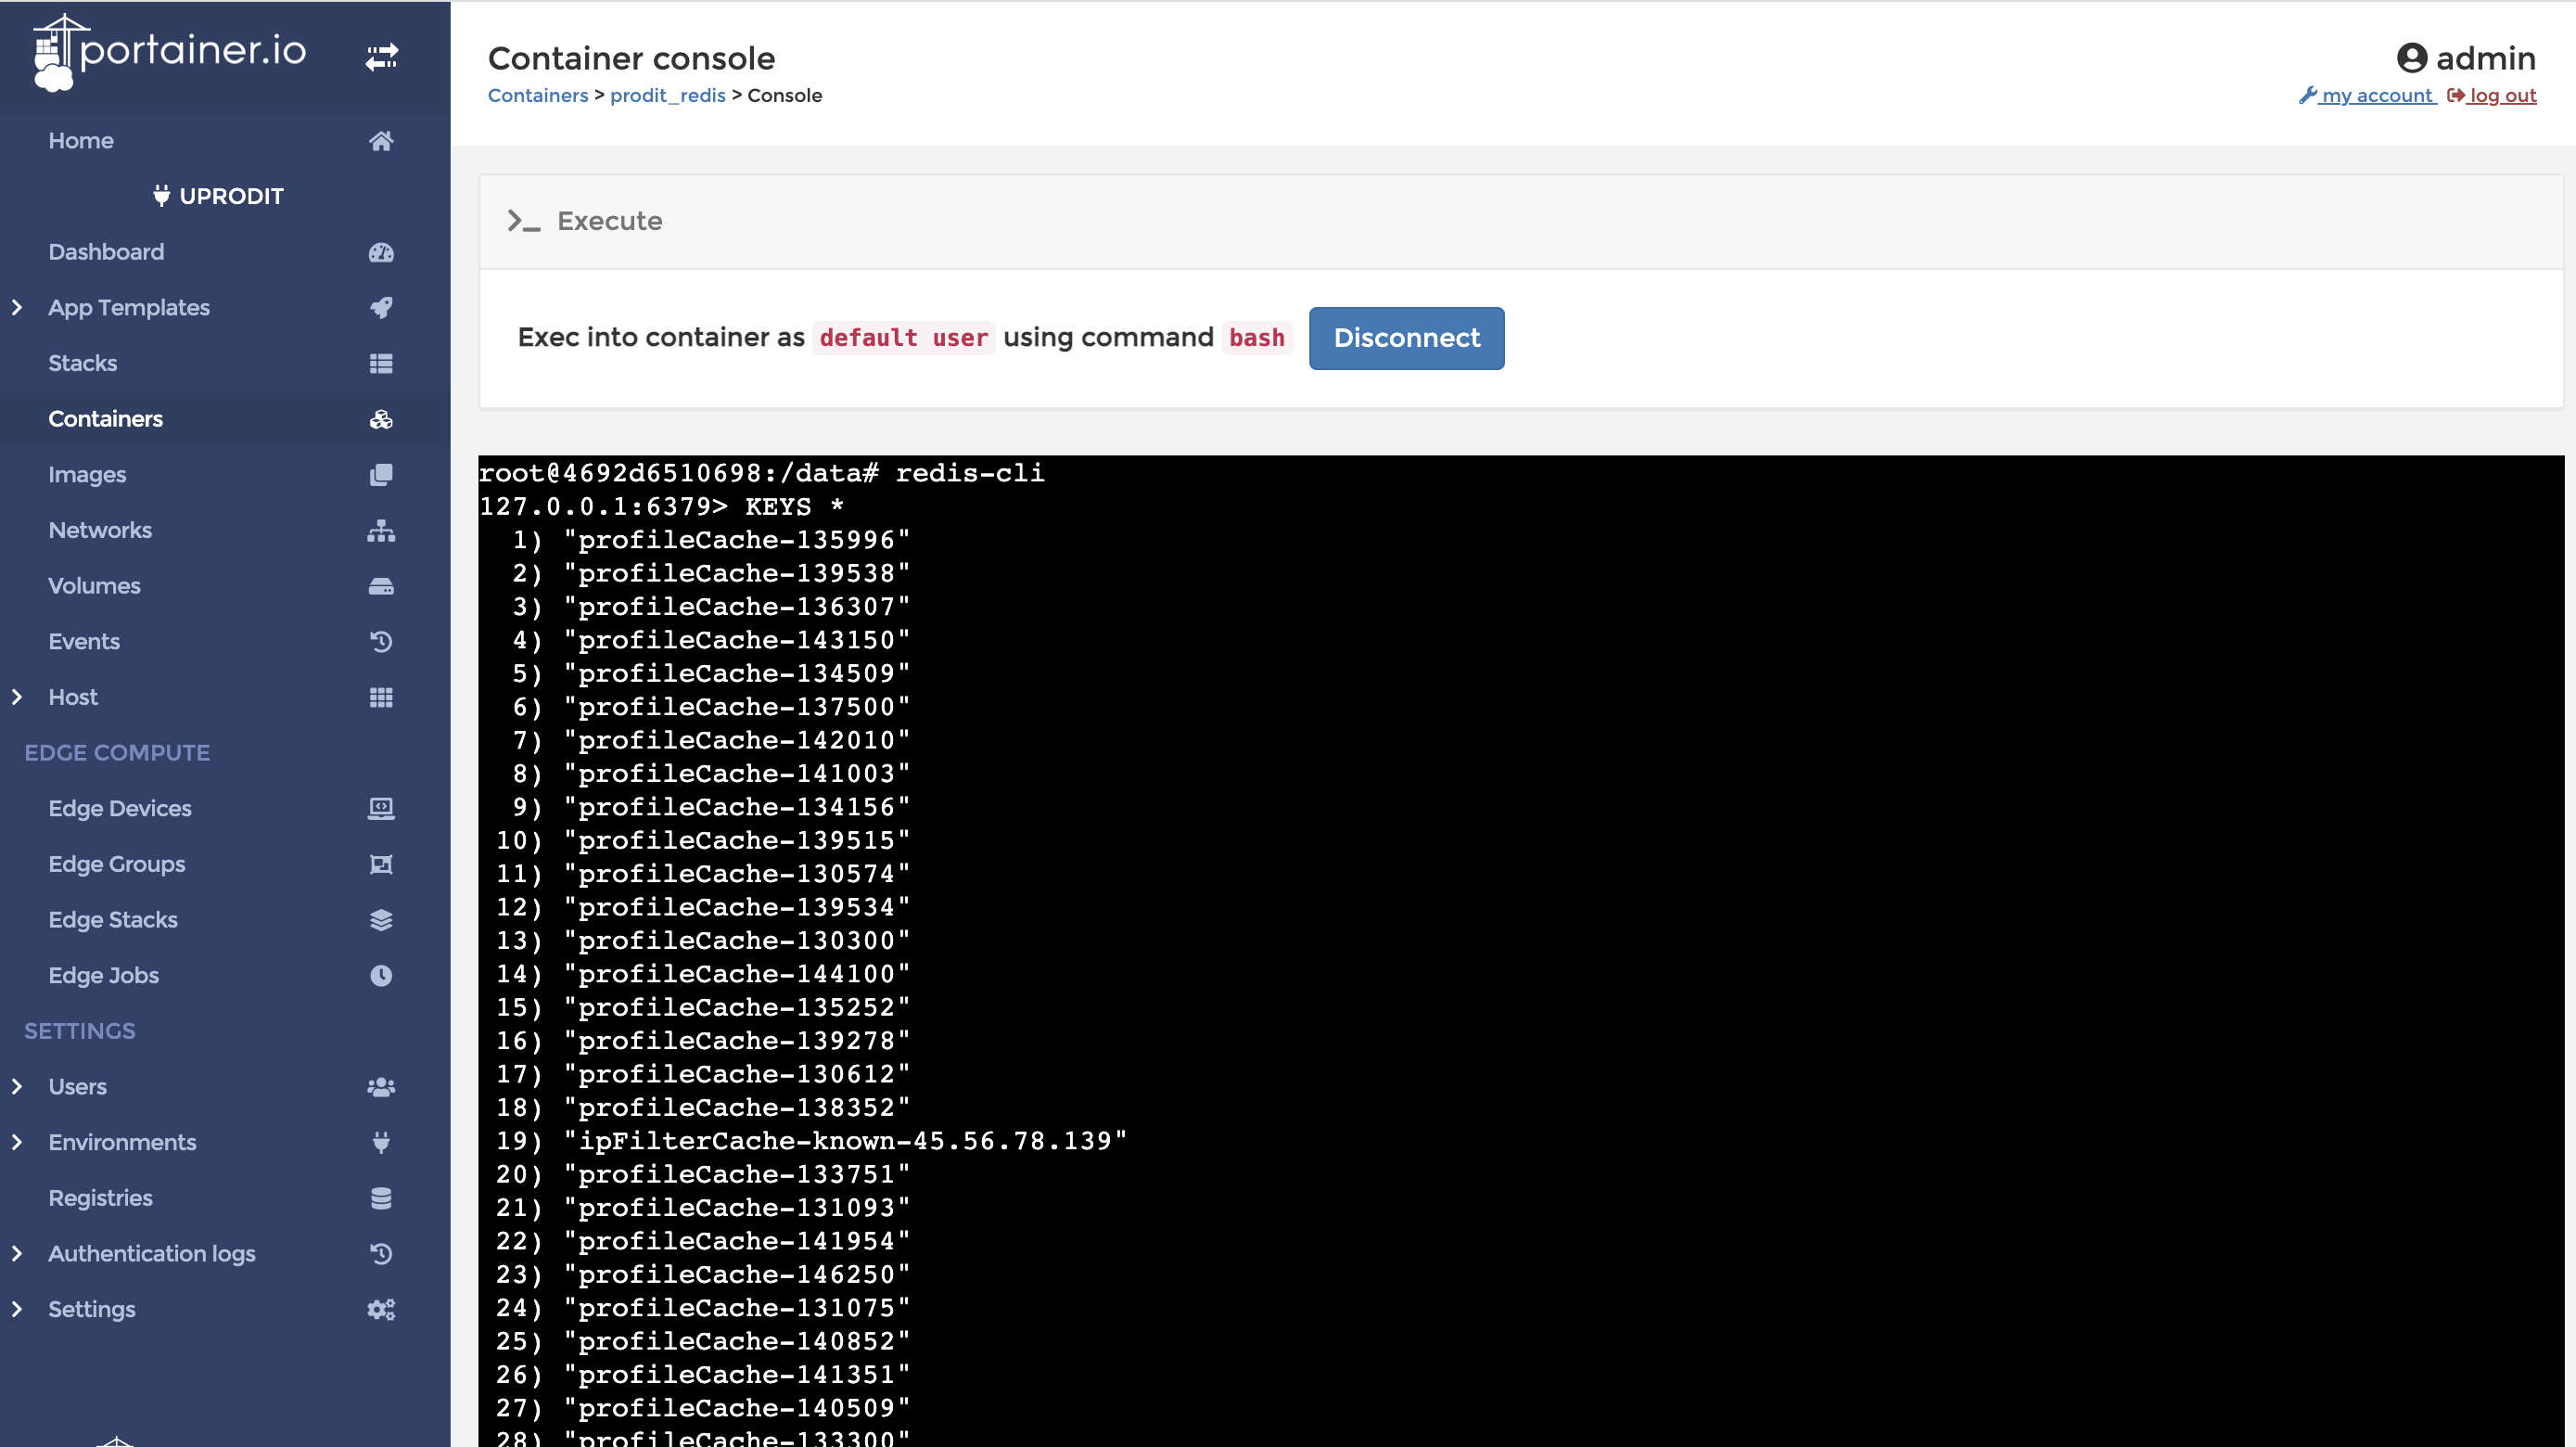 portainer.io
Home
UPRODIT
Dashboard
App Templates
Stacks
Containers
Images
Networks
Volumes
Events
Host
EDGE COMPUTE
Edge Devices
Edge Groups
Edge Stacks
Edge Jobs
SETTINGS
Users
Environments
Registries
Authentication logs
Settings
Container console
Containers > prodit_redis > Console
admin
my account log out
Execute
Exec into container as default user using command bash Disconnect
root@4692d6510698:/data# redis-cli
127.0.0.1:6379> KEYS *
1) "profileCache-135996"
2) "profileCache-139538"
3) "profileCache-136307"
4) "profileCache-143150"
5) "profileCache-134509"
6) "profileCache-137500"
7) "profileCache-142010"
8) "profileCache-141003"
9) "profileCache-134156"
10) "profileCache-139515"
11) "profileCache-130574"
12) "profileCache-139534"
13) "profileCache-130300"
14) "profileCache-144100"
15) "profileCache-135252"
16) "profileCache-139278"
17) "profileCache-130612"
18) "profileCache-138352"
19) "ipFilterCache-known-45.56.78.139"
20) "profileCache-133751"
21) "profileCache-131093"
22) "profileCache-141954"
23) "profileCache-146250"
24) "profileCache-131075"
25) "profileCache-140852"
26) "profileCache-141351"
27) "profileCache-140509"
28) "profileCache-133300"